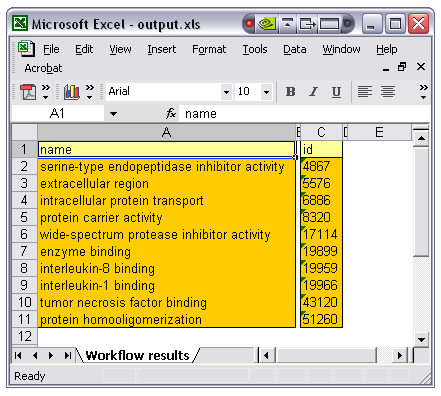 Microsoft Excel - output.xls
File Edit View Insert Format Tools Data Window Help
Acrobat
Arial 10 B I U
A1 fx name
A B C D E
1 name id
2 serine-type endopeptidase inhibitor activity 4867
3 extracellular region 5576
4 intracellular protein transport 6886
5 protein carrier activity 8320
6 wide-spectrum protease inhibitor activity 17114
7 enzyme binding 19899
8 interleukin-8 binding 19959
9 interleukin-1 binding 19966
10 tumor necrosis factor binding 43120
11 protein homooligomerization 51260
12
Workflow results
Ready